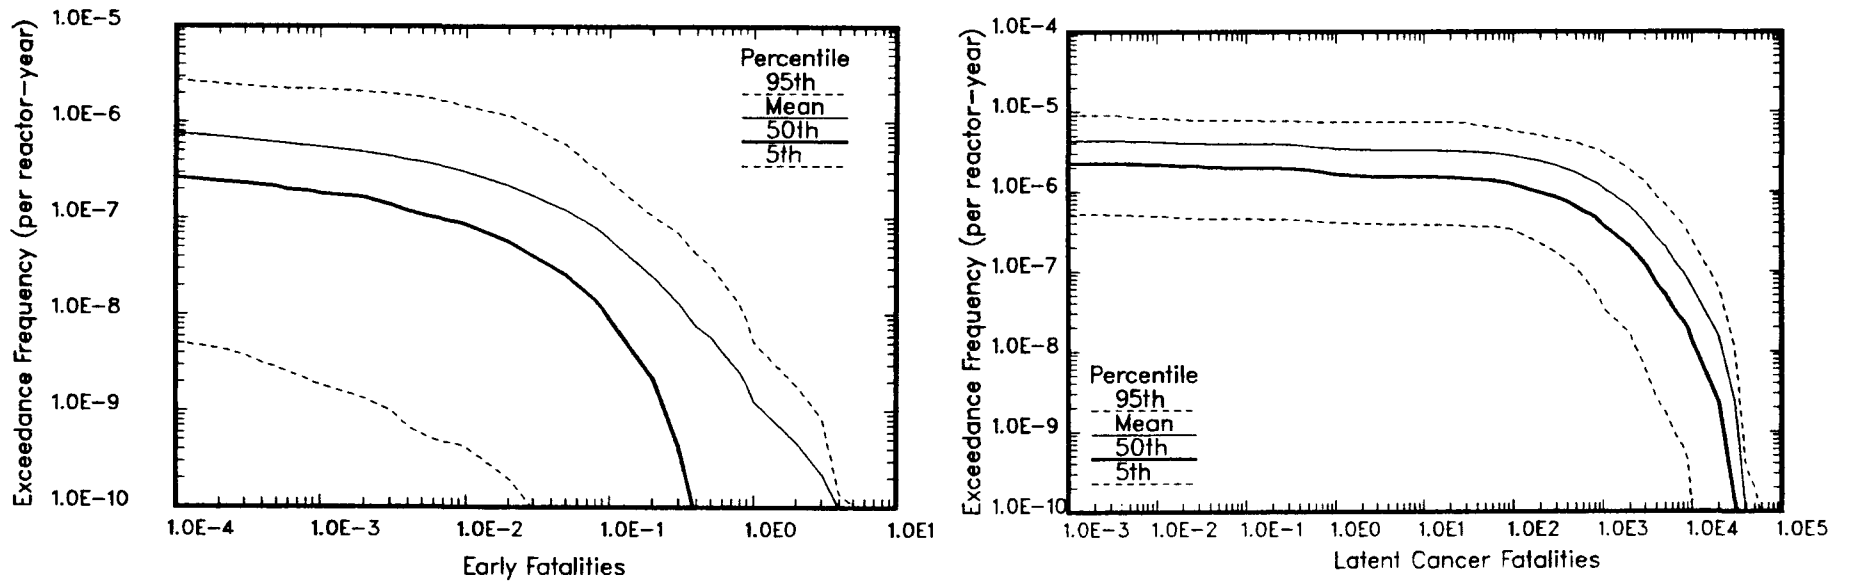 Exceedance Frequency (per reactor-year)
1.0E-5
1.0E-6
1.0E-7
1.0E-8
1.0E-9
1.0E-10
Percentile
95th
Mean
50th
5th
1.0E-4 1.0E-3 1.0E-2 1.0E-1 1.0E0 1.0E1
Early Fatalities
Exceedance Frequency (per reactor-year)
1.0E-4
1.0E-5
1.0E-6
1.0E-7
1.0E-8
1.0E-9
1.0E-10
Percentile
95th
Mean
50th
5th
1.0E-3 1.0E-2 1.0E-1 1.0E0 1.0E1 1.0E2 1.0E3 1.0E4 1.0E5
Latent Cancer Fatalities